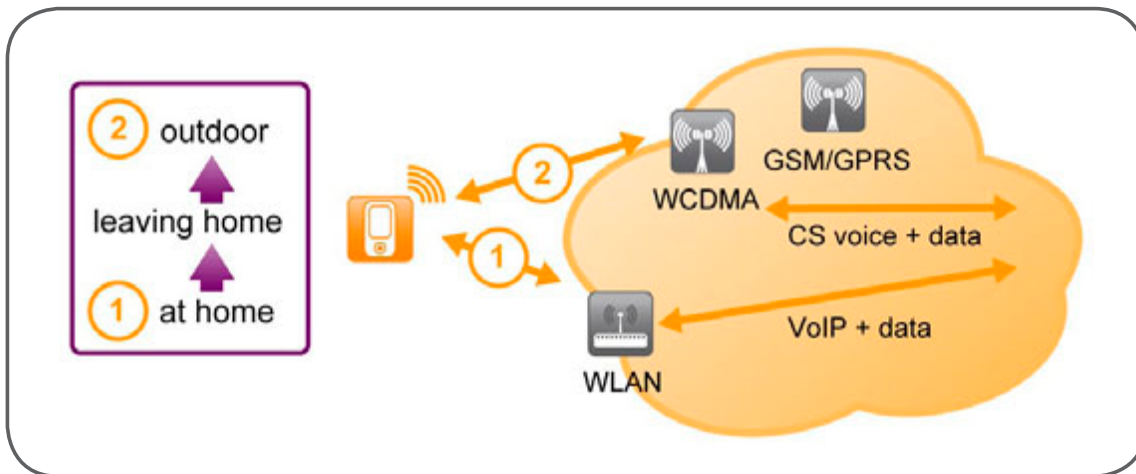 2 outdoor
leaving home
1 at home
2
1
GSM/GPRS
WCDMA
CS voice + data
VoIP + data
WLAN